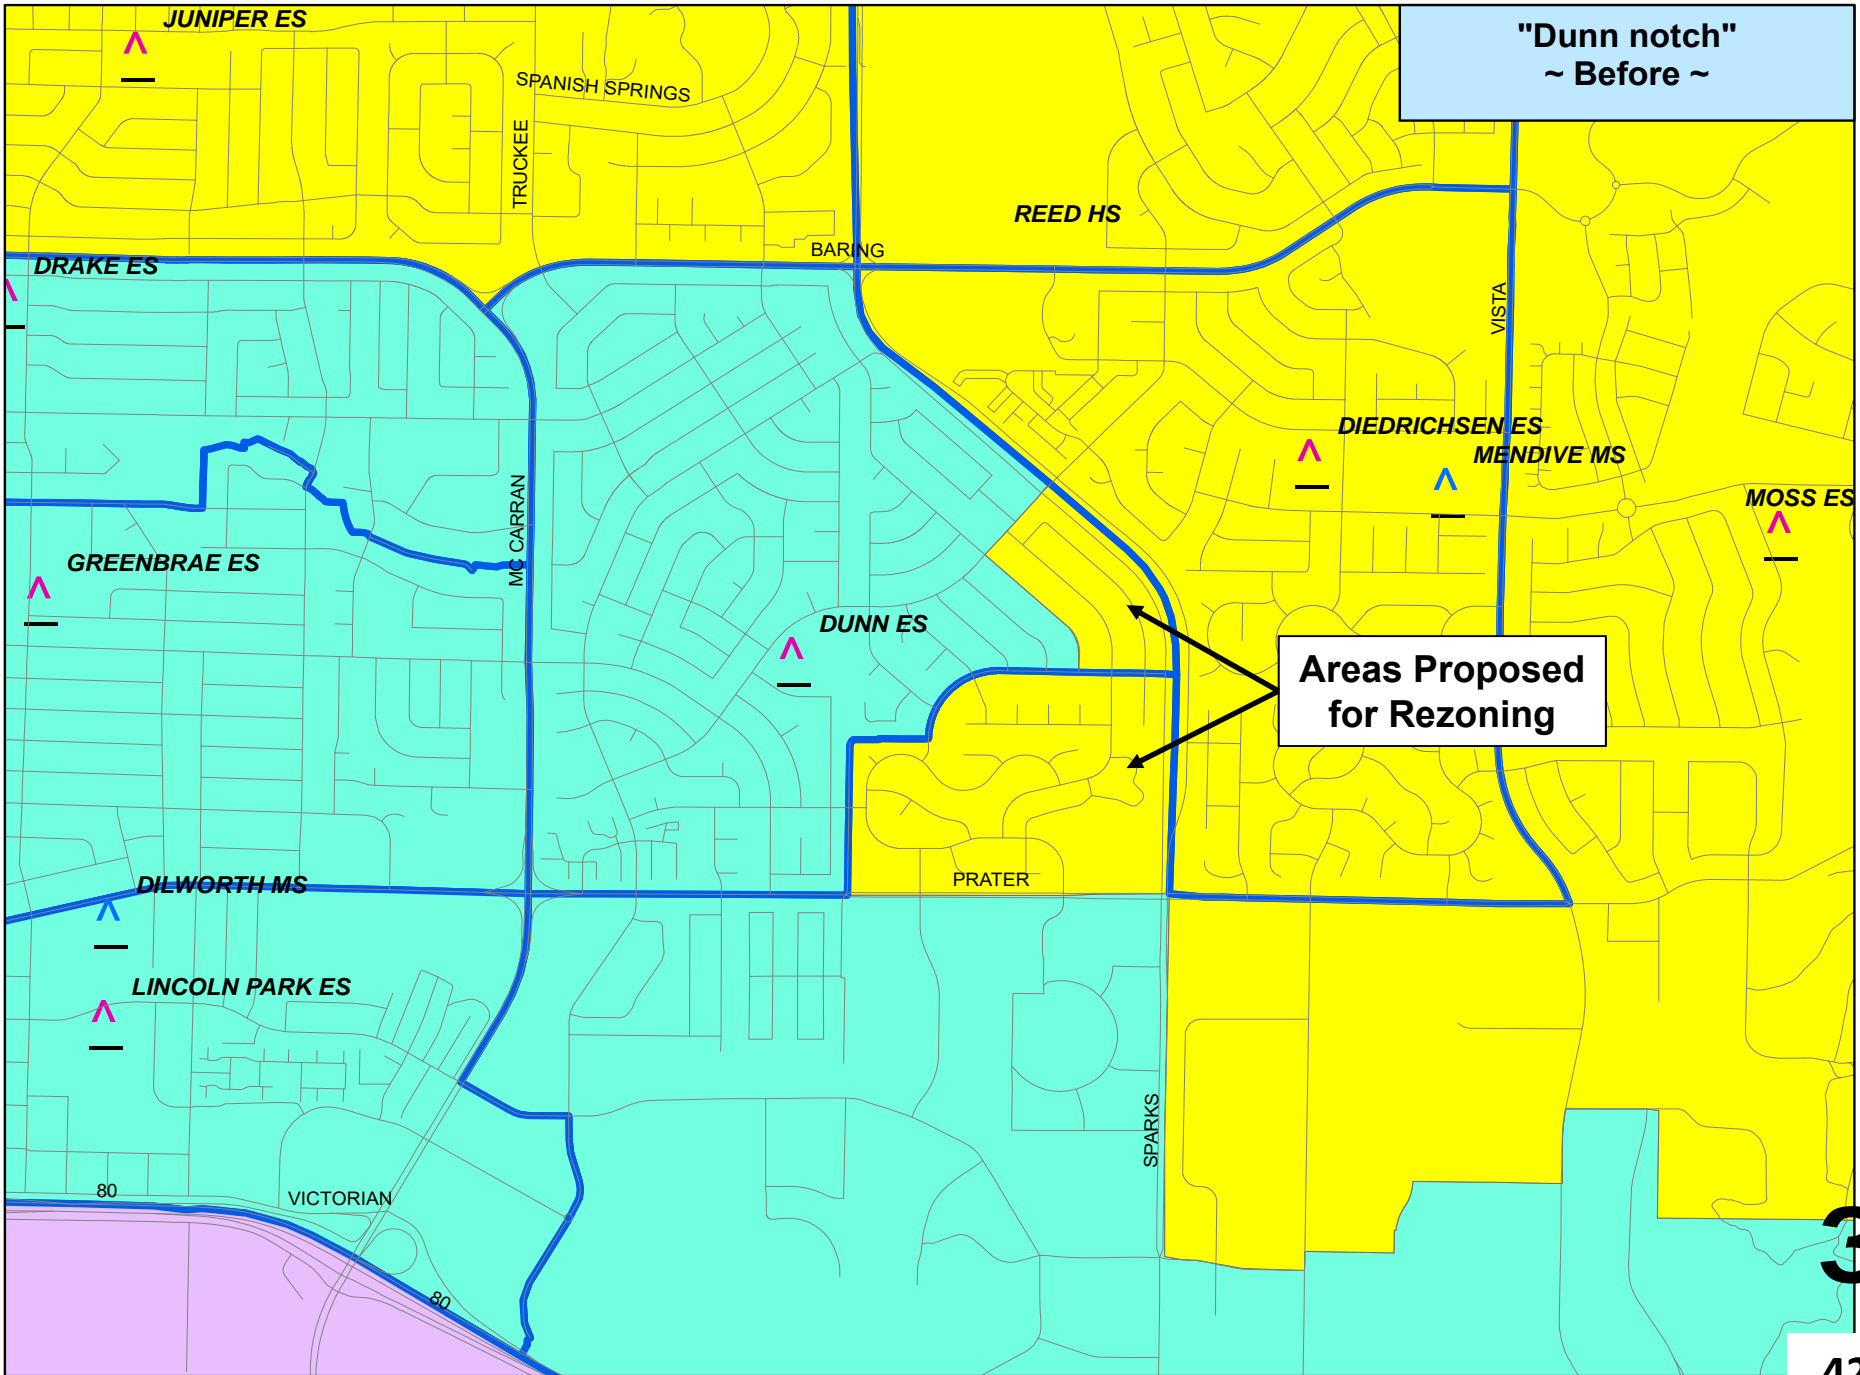 JUNIPER ES
"Dunn notch"
~ Before ~
SPANISH SPRINGS
TRUCKEE
REED HS
BARING
DRAKE ES
VISTA
DIEDRICHSEN ES
MENDIVE MS
MOSS ES
MC CARRAN
GREENBRAE ES
DUNN ES
Areas Proposed
for Rezoning
DILWORTH MS
PRATER
LINCOLN PARK ES
SPARKS
80
VICTORIAN
80
3
42